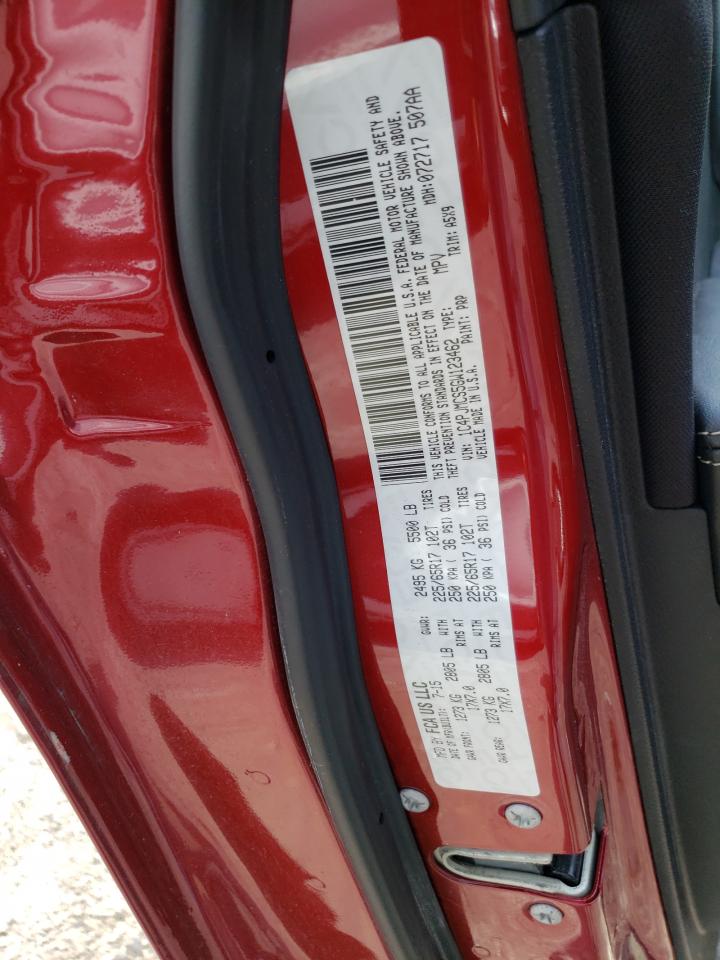 MFD BY FCA US LLC
DATE OF MFR(BUILT): 7-15 GVWR: 2495 KG 5500 LB
GAWR FRONT: 1273 KG 2805 LB WITH 225/65R17 102T TIRES
17X7.0 RIMS AT 250 KPA ( 36 PSI) COLD
GAWR REAR: 1273 KG 2805 LB WITH 225/65R17 102T TIRES
17X7.0 RIMS AT 250 KPA ( 36 PSI) COLD
THIS VEHICLE CONFORMS TO ALL APPLICABLE U.S.A. FEDERAL MOTOR VEHICLE SAFETY AND
THEFT PREVENTION STANDARDS IN EFFECT ON THE DATE OF MANUFACTURE SHOWN ABOVE.
VIN: 1C4PJMCS5GW123462 TYPE: MPV MDH: 072717 507AA
VEHICLE MADE IN U.S.A. PAINT: PRP TRIM: A5X9